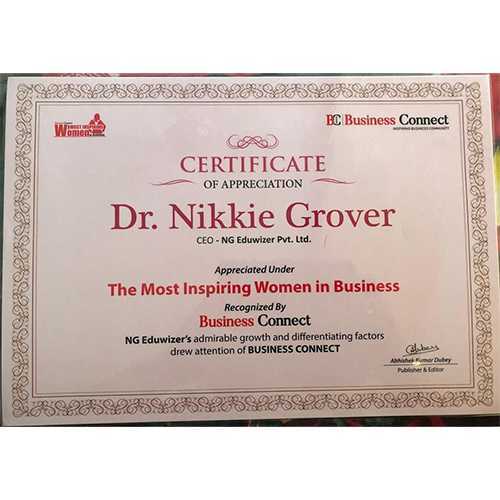 MOST INSPIRING
Women
BC Business Connect
INSPIRING BUSINESS COMMUNITY
CERTIFICATE
OF APPRECIATION
Dr. Nikkie Grover
CEO - NG Eduwizer Pvt. Ltd.
Appreciated Under
The Most Inspiring Women in Business
Recognized By
Business Connect
NG Eduwizer's admirable growth and differentiating factors
drew attention of BUSINESS CONNECT
Abhishek Kumar Dubey
Publisher & Editor